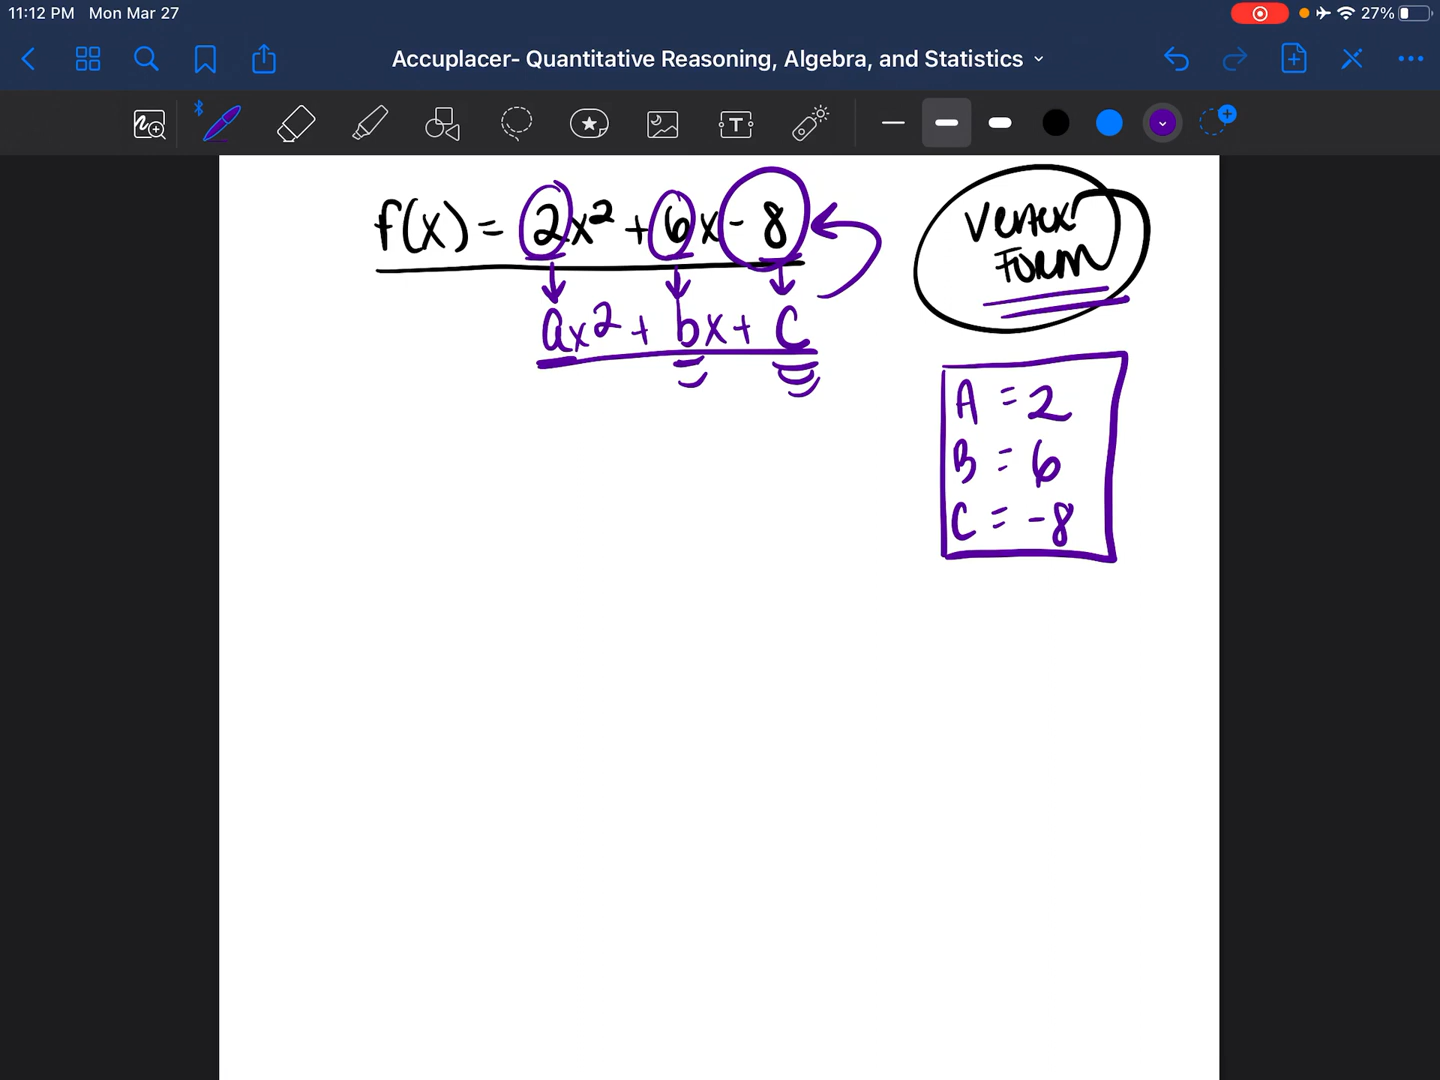 11:12 PM Mon Mar 27
27%
Accuplacer- Quantitative Reasoning, Algebra, and Statistics
f(x) = 2x² + 6x - 8
ax² + bx + c
Vertex
Form
A = 2
B = 6
C = -8